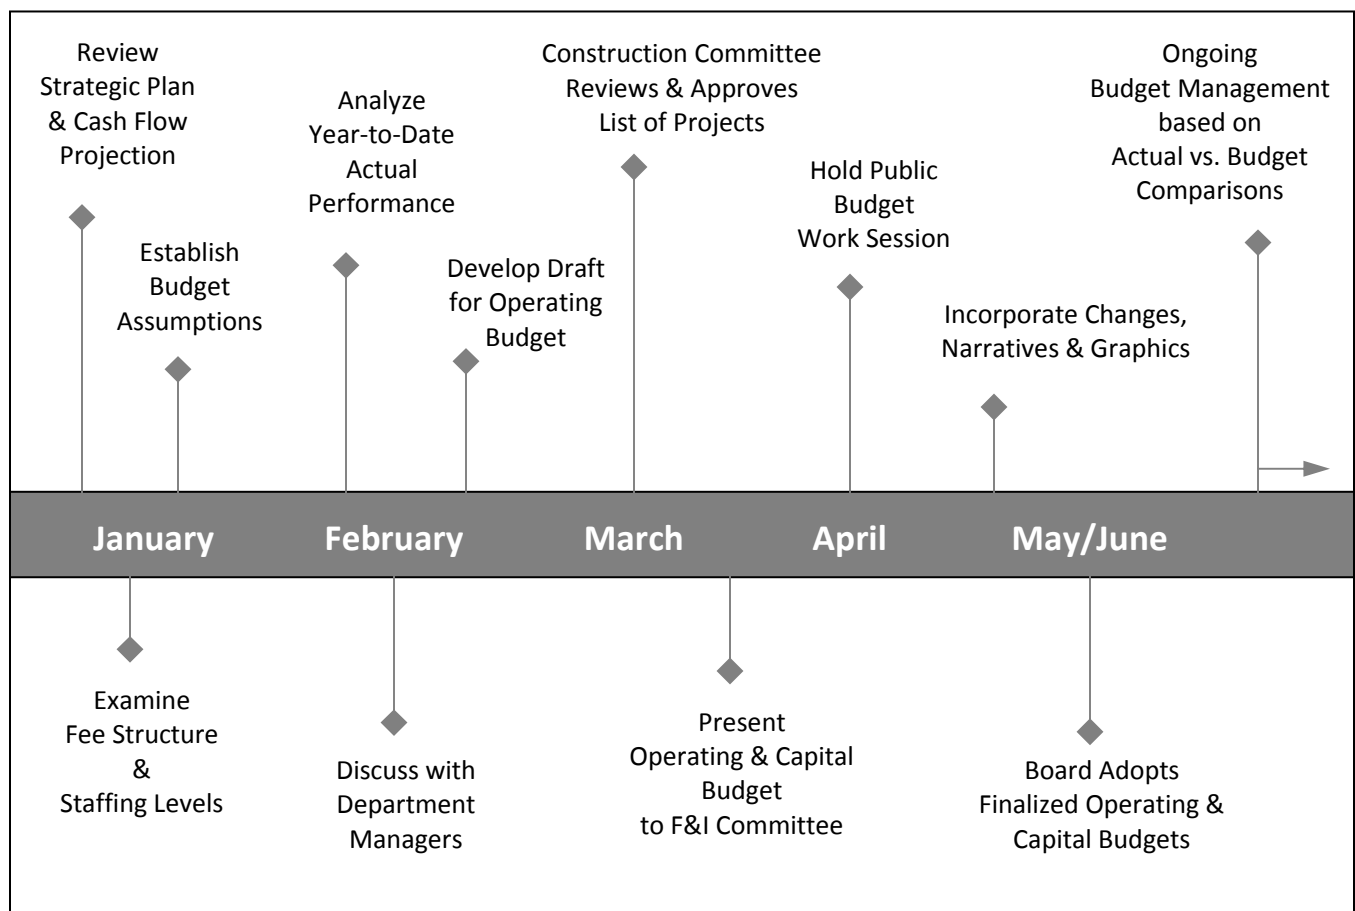 Review
Strategic Plan
& Cash Flow
Projection
Establish
Budget
Assumptions
Analyze
Year-to-Date
Actual
Performance
Develop Draft
for Operating
Budget
Construction Committee
Reviews & Approves
List of Projects
Hold Public
Budget
Work Session
Incorporate Changes,
Narratives & Graphics
Ongoing
Budget Management
based on
Actual vs. Budget
Comparisons
January
February
March
April
May/June
Examine
Fee Structure
&
Staffing Levels
Discuss with
Department
Managers
Present
Operating & Capital
Budget
to F&I Committee
Board Adopts
Finalized Operating &
Capital Budgets